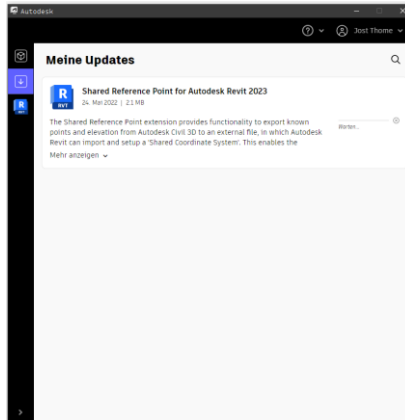 Autodesk
Jost Thome
Meine Updates
R
RVT
Shared Reference Point for Autodesk Revit 2023
24. Mai 2022 | 2.1 MB
The Shared Reference Point extension provides functionality to export known
points and elevation from Autodesk Civil 3D to an external file, in which Autodesk
Revit can import and setup a 'Shared Coordinate System'. This enables the
Mehr anzeigen
Warten...
R